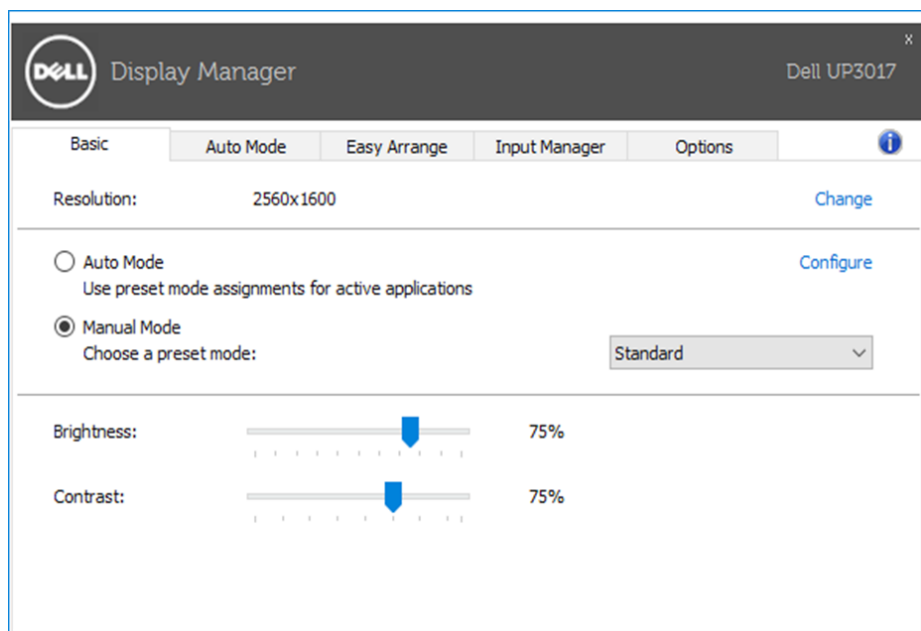 x
DELL Display Manager Dell UP3017
Basic Auto Mode Easy Arrange Input Manager Options i
Resolution: 2560x1600 Change
Auto Mode Configure
Use preset mode assignments for active applications
Manual Mode
Choose a preset mode: Standard
Brightness: 75%
Contrast: 75%